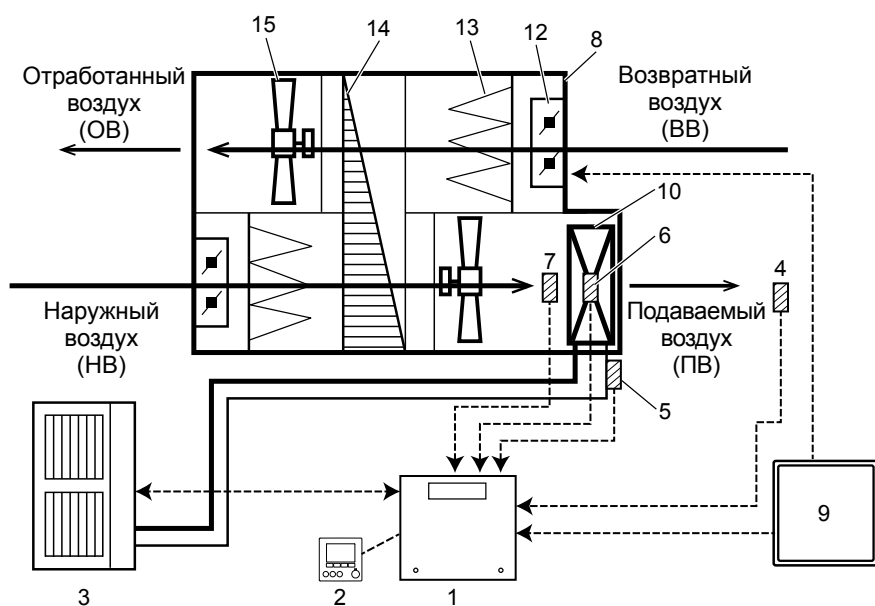 15
14
13
12
8
Отработанный
воздух
(ОВ)
Возвратный
воздух
(ВВ)
10
6
7
4
Наружный
воздух
(НВ)
Подаваемый
воздух
(ПВ)
5
9
3
2
1